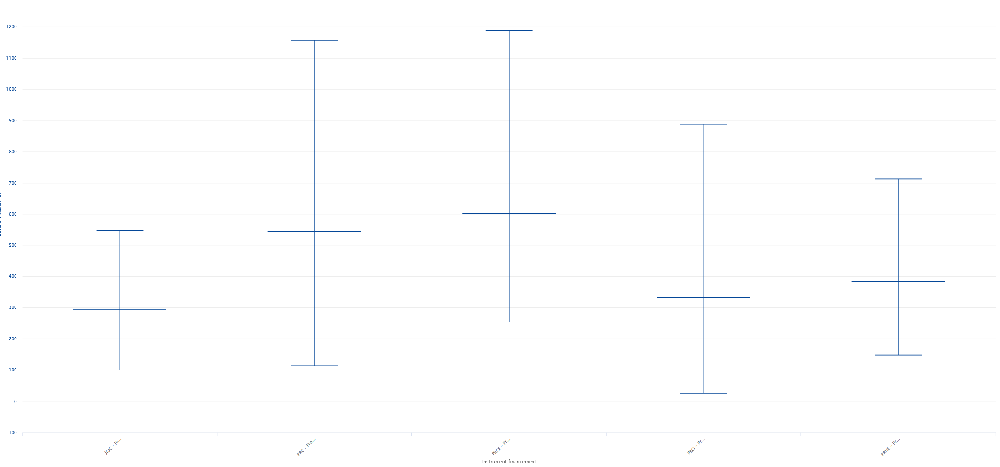 1200
1100
1000
900
800
700
600
500
400
300
200
100
0
-100
JCJC – Je...
PRC – Pro...
PRCE – Pr...
PRCI – Pr...
PRME – Pr...
Instrument financement